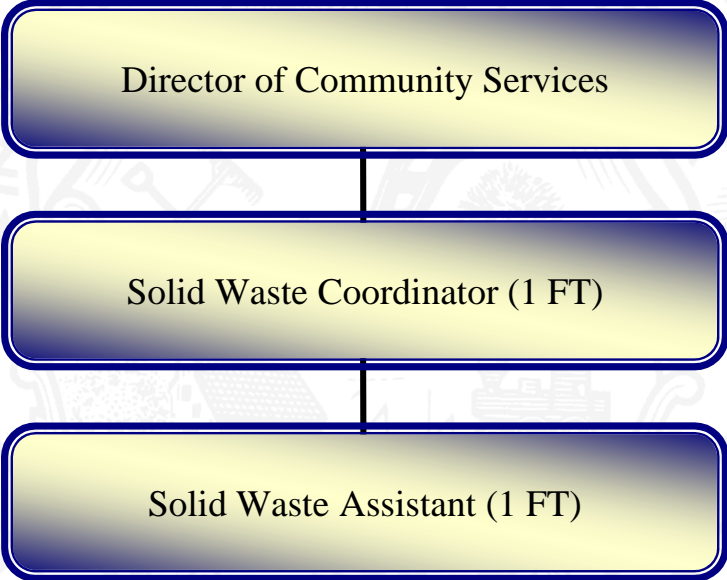 Director of Community Services
Solid Waste Coordinator (1 FT)
Solid Waste Assistant (1 FT)